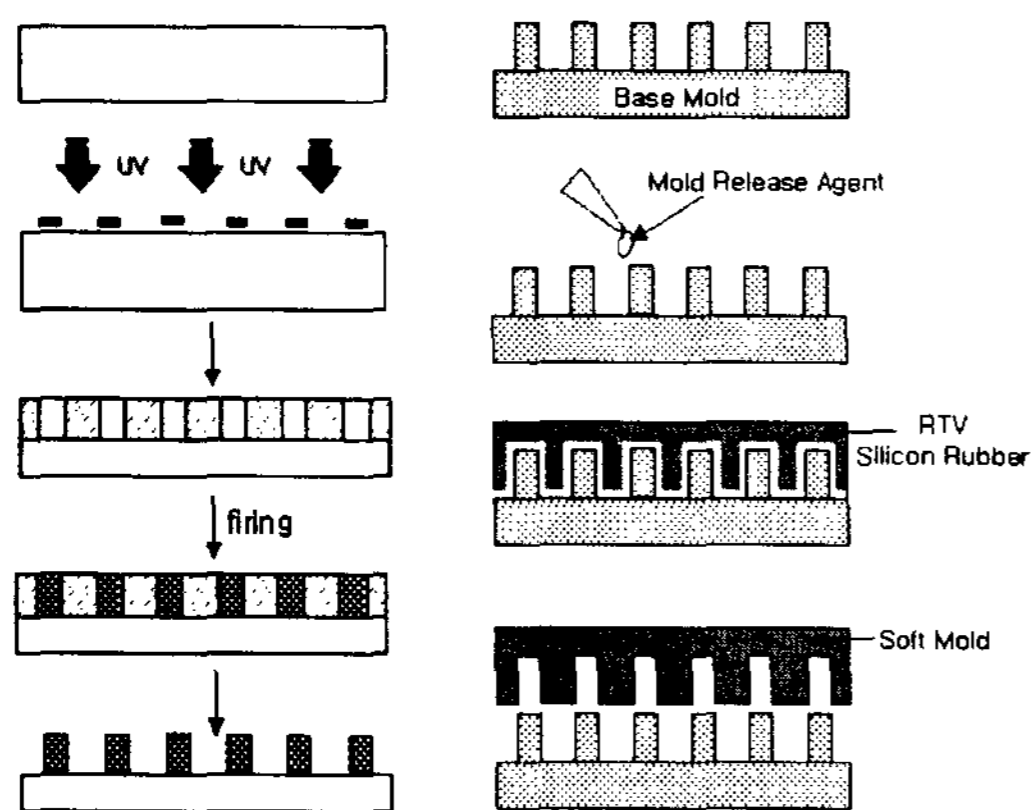 UV UV
firing
Base Mold
Mold Release Agent
RTV
Silicon Rubber
Soft Mold